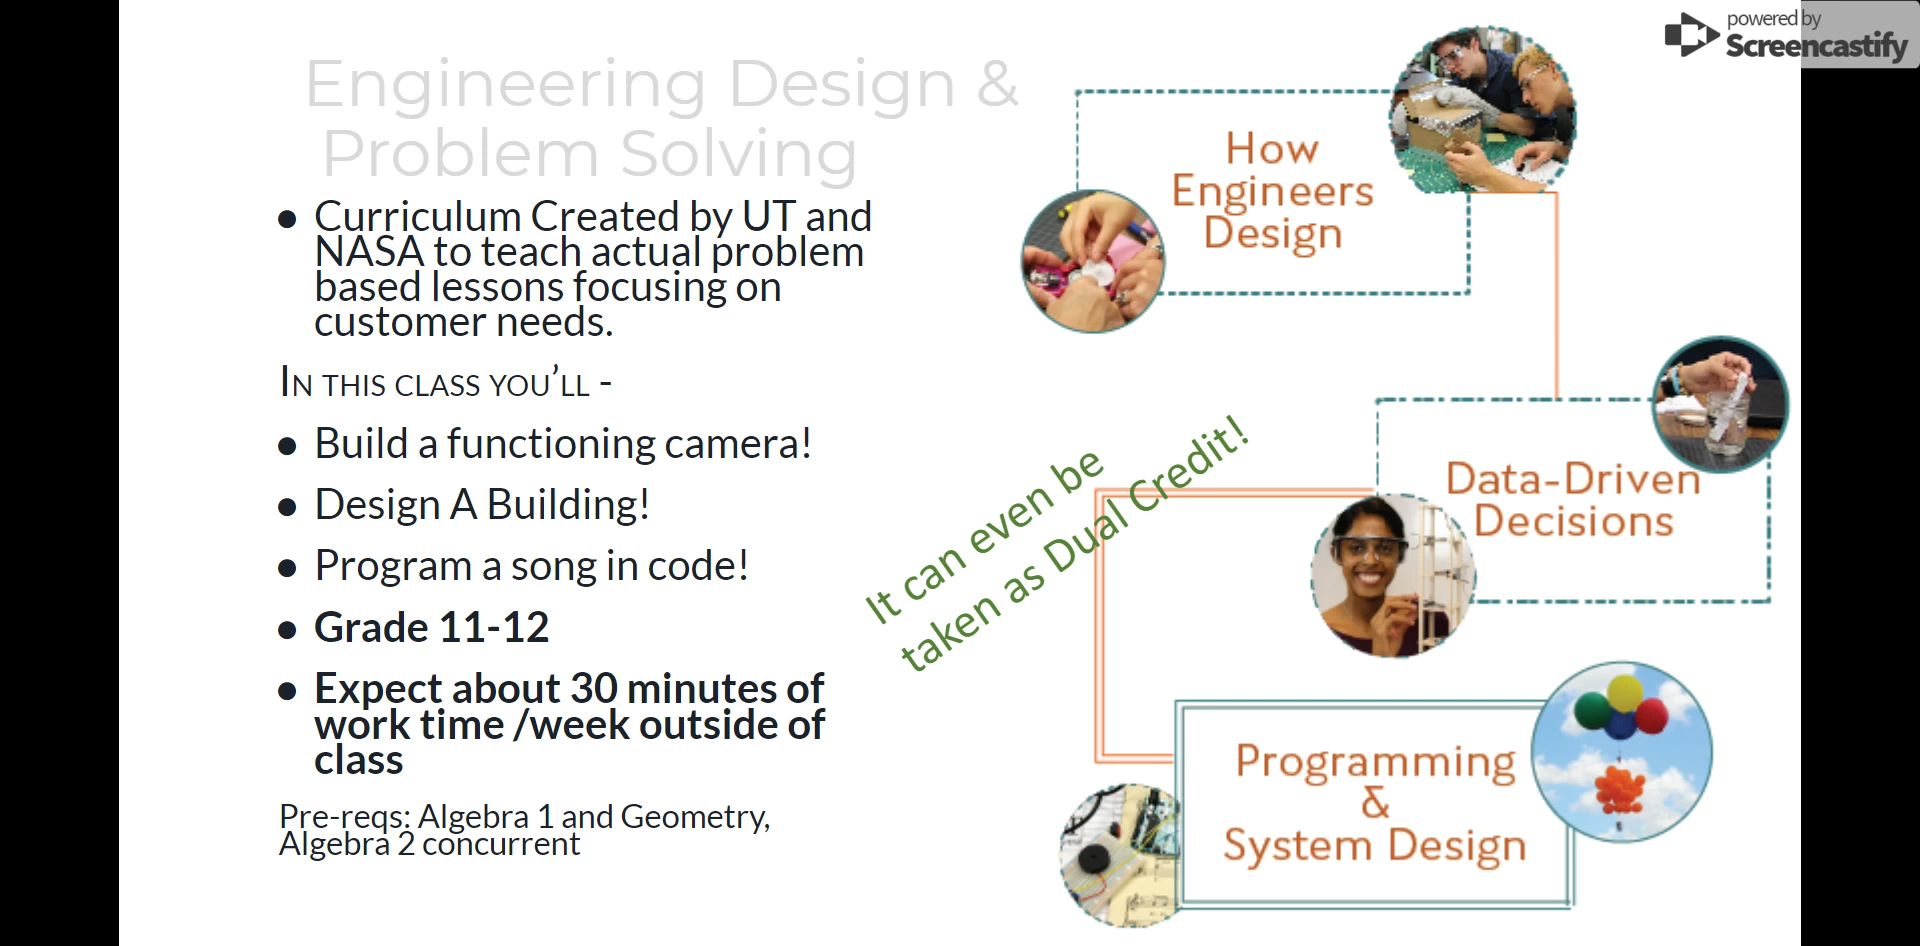 Engineering Design &
Problem Solving
● Curriculum Created by UT and
NASA to teach actual problem
based lessons focusing on
customer needs.
In this class you’ll -
● Build a functioning camera!
● Design A Building!
● Program a song in code!
● Grade 11-12
● Expect about 30 minutes of
work time /week outside of
class
Pre-reqs: Algebra 1 and Geometry,
Algebra 2 concurrent
It can even be
taken as Dual Credit!
How
Engineers
Design
Data-Driven
Decisions
Programming
&
System Design
powered by
Screencastify